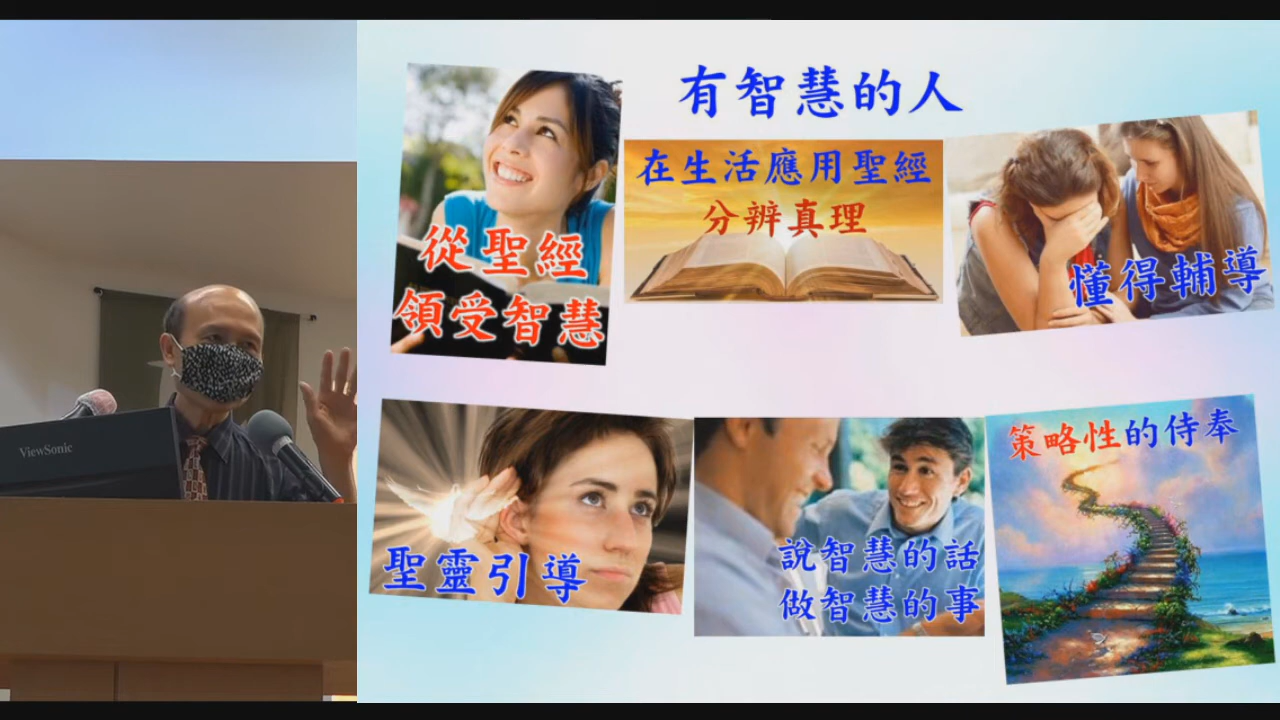 有智慧的人
從聖經
領受智慧
在生活應用聖經
分辨真理
懂得輔導
聖靈引導
說智慧的話
做智慧的事
策略性的侍奉
ViewSonic